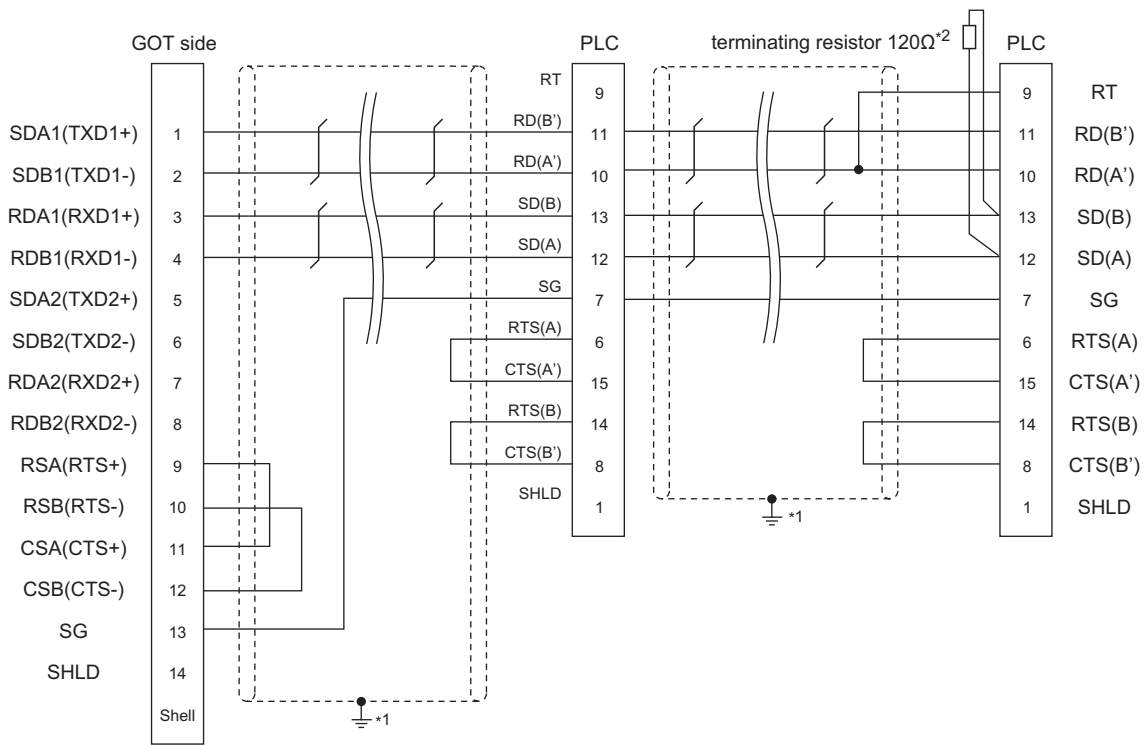 GOT side
PLC
terminating resistor 120Ω*2
PLC
RT
9
9
RT
SDA1(TXD1+)
1
RD(B’)
11
11
RD(B’)
SDB1(TXD1-)
2
RD(A’)
10
10
RD(A’)
RDA1(RXD1+)
3
SD(B)
13
13
SD(B)
RDB1(RXD1-)
4
SD(A)
12
12
SD(A)
SDA2(TXD2+)
5
SG
7
7
SG
SDB2(TXD2-)
6
RTS(A)
6
6
RTS(A)
RDA2(RXD2+)
7
CTS(A’)
15
15
CTS(A’)
RDB2(RXD2-)
8
RTS(B)
14
14
RTS(B)
RSA(RTS+)
9
CTS(B’)
8
8
CTS(B’)
RSB(RTS-)
10
SHLD
1
*1
1
SHLD
CSA(CTS+)
11
CSB(CTS-)
12
SG
13
SHLD
14
Shell
*1